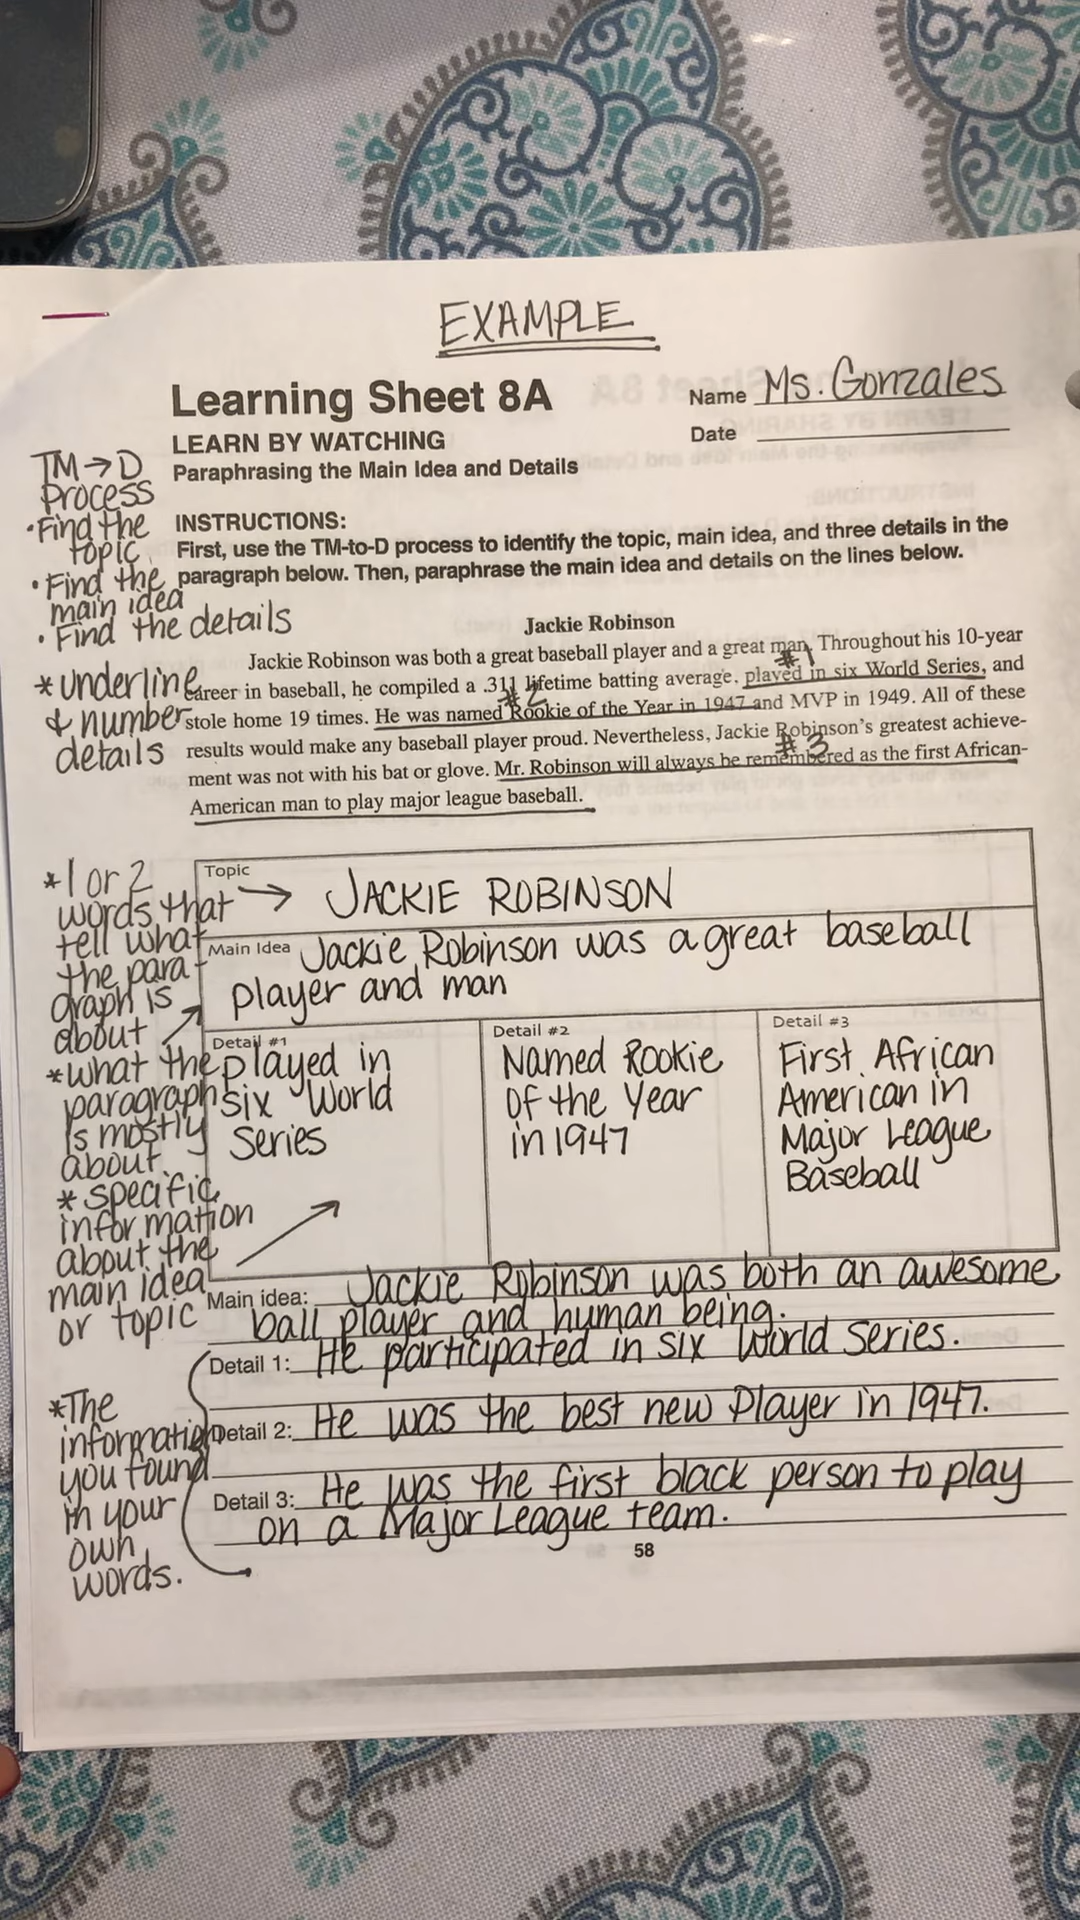 EXAMPLE
Learning Sheet 8A
Name Ms. Gonzales
LEARN BY WATCHING
Date
Paraphrasing the Main Idea and Details
TM→D
Process
•Find the
topic
•Find the
main idea
•Find the details
INSTRUCTIONS:
First, use the TM-to-D process to identify the topic, main idea, and three details in the
paragraph below. Then, paraphrase the main idea and details on the lines below.
*underline
& number
details
Jackie Robinson
Jackie Robinson was both a great baseball player and a great man. Throughout his 10-year
#1
career in baseball, he compiled a .311 lifetime batting average, played in six World Series, and
#2
stole home 19 times. He was named Rookie of the Year in 1947 and MVP in 1949. All of these
results would make any baseball player proud. Nevertheless, Jackie Robinson's greatest achieve-
#3
ment was not with his bat or glove. Mr. Robinson will always be remembered as the first African-
American man to play major league baseball.
*1 or 2
words that
tell what
the para-
graph is
about
Topic
→ JACKIE ROBINSON
Main Idea Jackie Robinson was a great baseball
player and man
*what the
paragraph
is mostly
about
Detail #1
played in
six World
Series
Detail #2
Named Rookie
Of the Year
in 1947
Detail #3
First African
American in
Major League
Baseball
*specific
information
about the
main idea
or topic
Main idea: Jackie Robinson was both an awesome
ball player and human being.
Detail 1: He participated in six World Series.
Detail 2: He was the best new Player in 1947.
Detail 3: He was the first black person to play
on a Major League team.
*The
information
you found
in your
own
words.
58